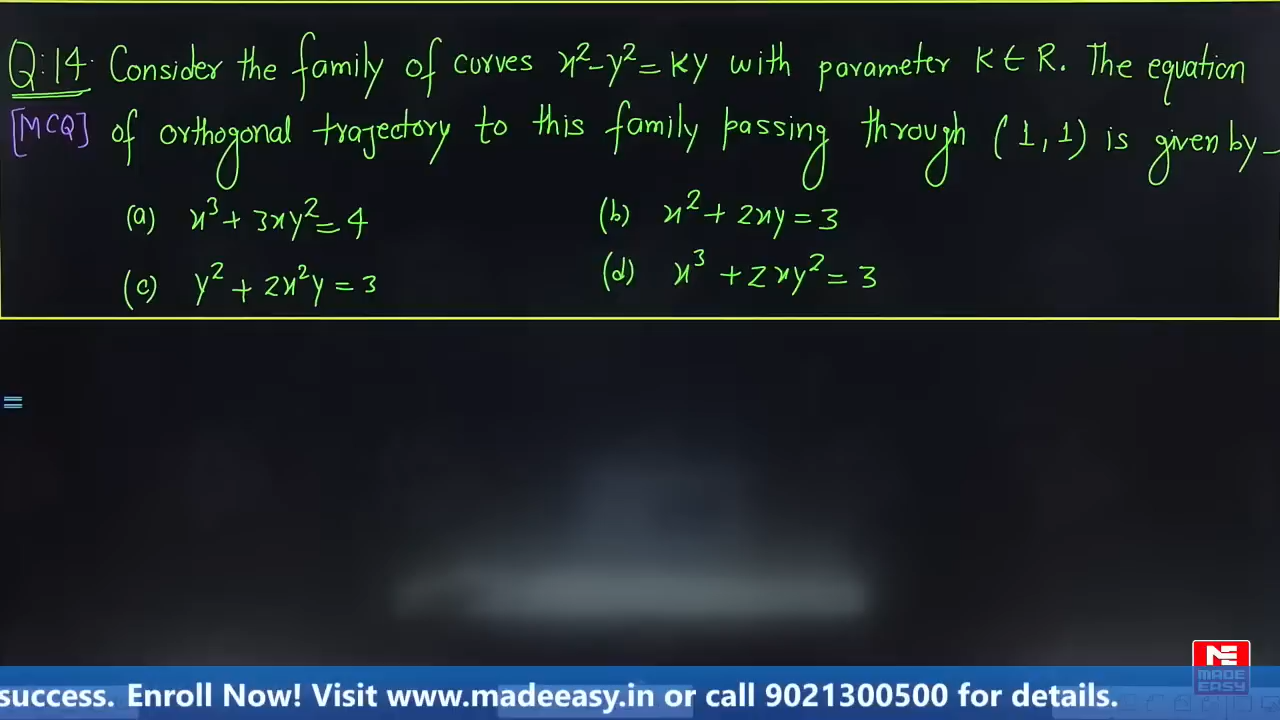 Q:14. Consider the family of curves x²-y²=Ky with parameter K∈R. The equation
[MCQ] of orthogonal trajectory to this family passing through (1,1) is given by-
(a) x³+3xy²=4 (b) x²+2xy=3
(c) y²+2x²y=3 (d) x³+2xy²=3
NE
MADE
EASY
success. Enroll Now! Visit www.madeeasy.in or call 9021300500 for details.